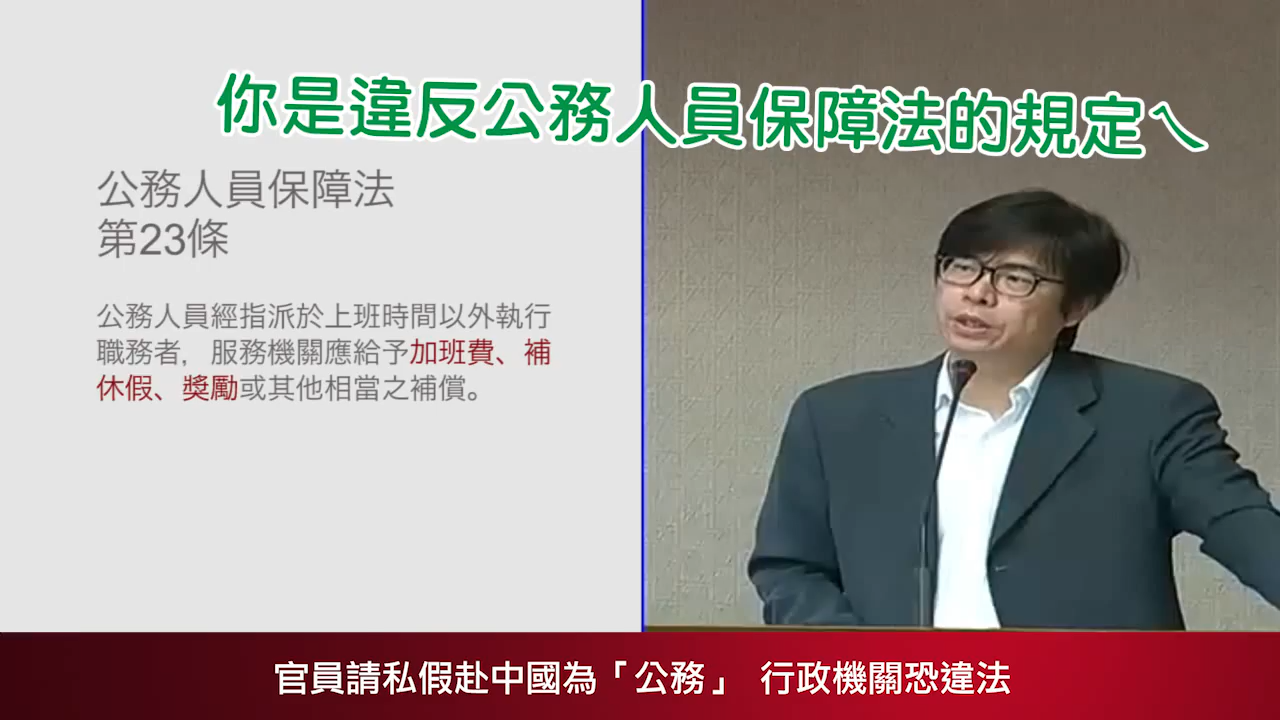 你是違反公務人員保障法的規定ㄟ
公務人員保障法
第23條
公務人員經指派於上班時間以外執行
職務者，服務機關應給予加班費、補
休假、獎勵或其他相當之補償。
官員請私假赴中國為「公務」 行政機關恐違法